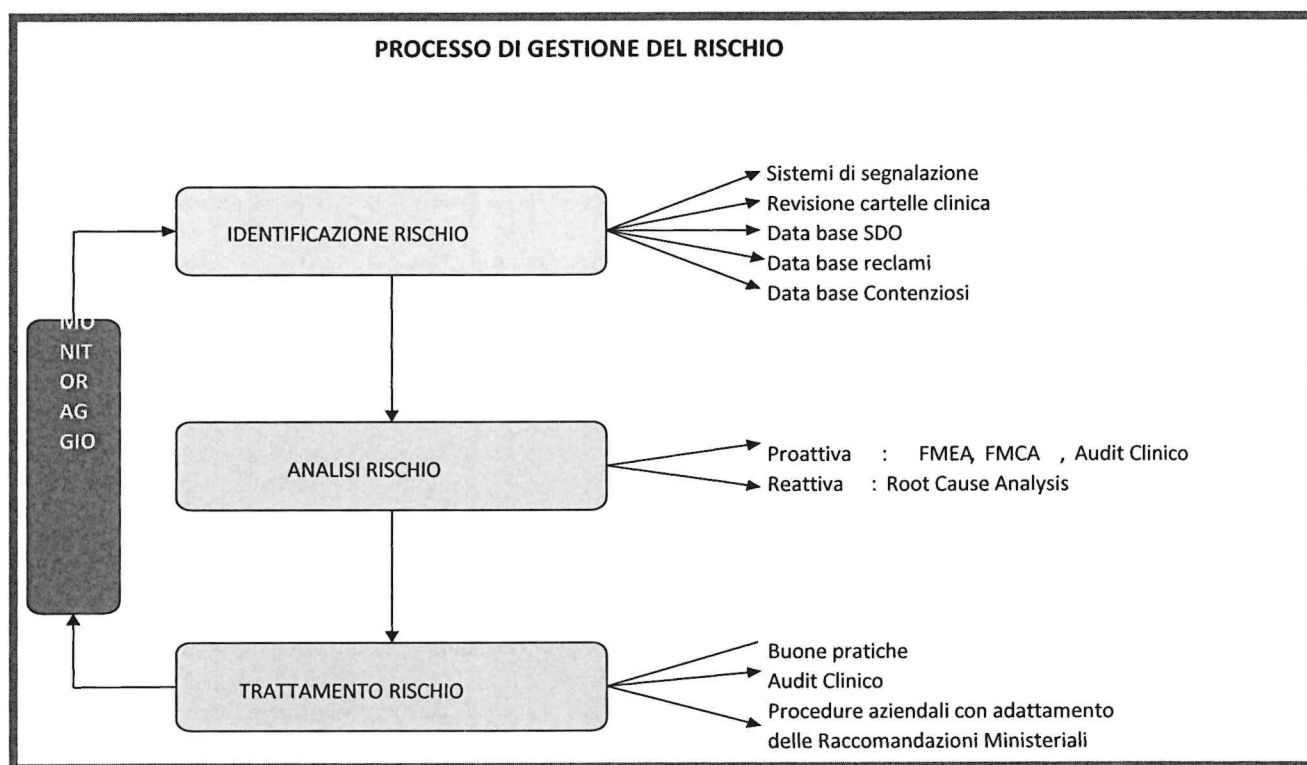 PROCESSO DI GESTIONE DEL RISCHIO
IDENTIFICAZIONE RISCHIO
Sistemi di segnalazione
Revisione cartelle clinica
Data base SDO
Data base reclami
Data base Contenziosi
MO
NIT
OR
AG
GIO
ANALISI RISCHIO
Proattiva : FMEA, FMCA , Audit Clinico
Reattiva : Root Cause Analysis
TRATTAMENTO RISCHIO
Buone pratiche
Audit Clinico
Procedure aziendali con adattamento
delle Raccomandazioni Ministeriali